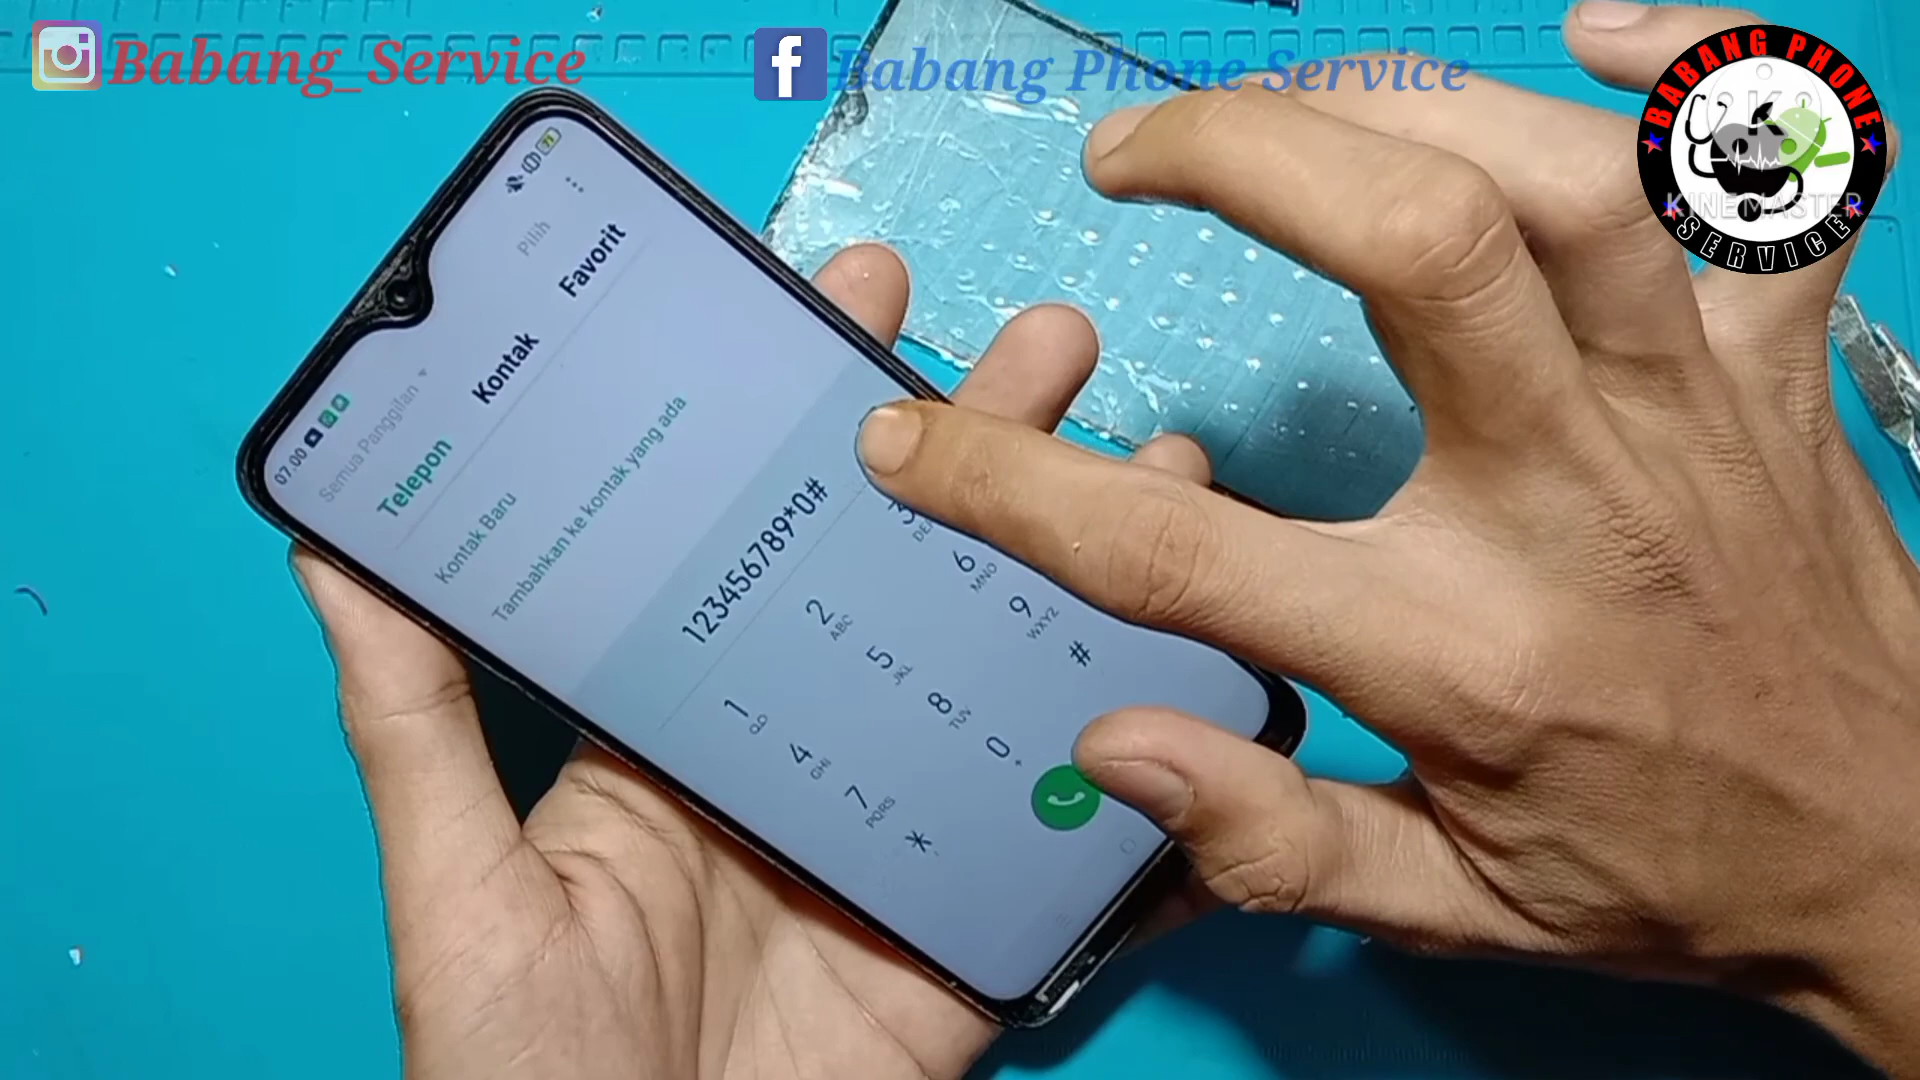 Babang_Service
Babang Phone Service
BABANG PHONE
SERVICE
KINEMASTER
07.00
71
Pilih
Semua Panggilan
Telepon
Kontak
Favorit
Kontak Baru
Tambahkan ke kontak yang ada
123456789*0#
1
2 ABC
3 DEF
4 GHI
5 JKL
6 MNO
7 PQRS
8 TUV
9 WXYZ
*
0 +
#